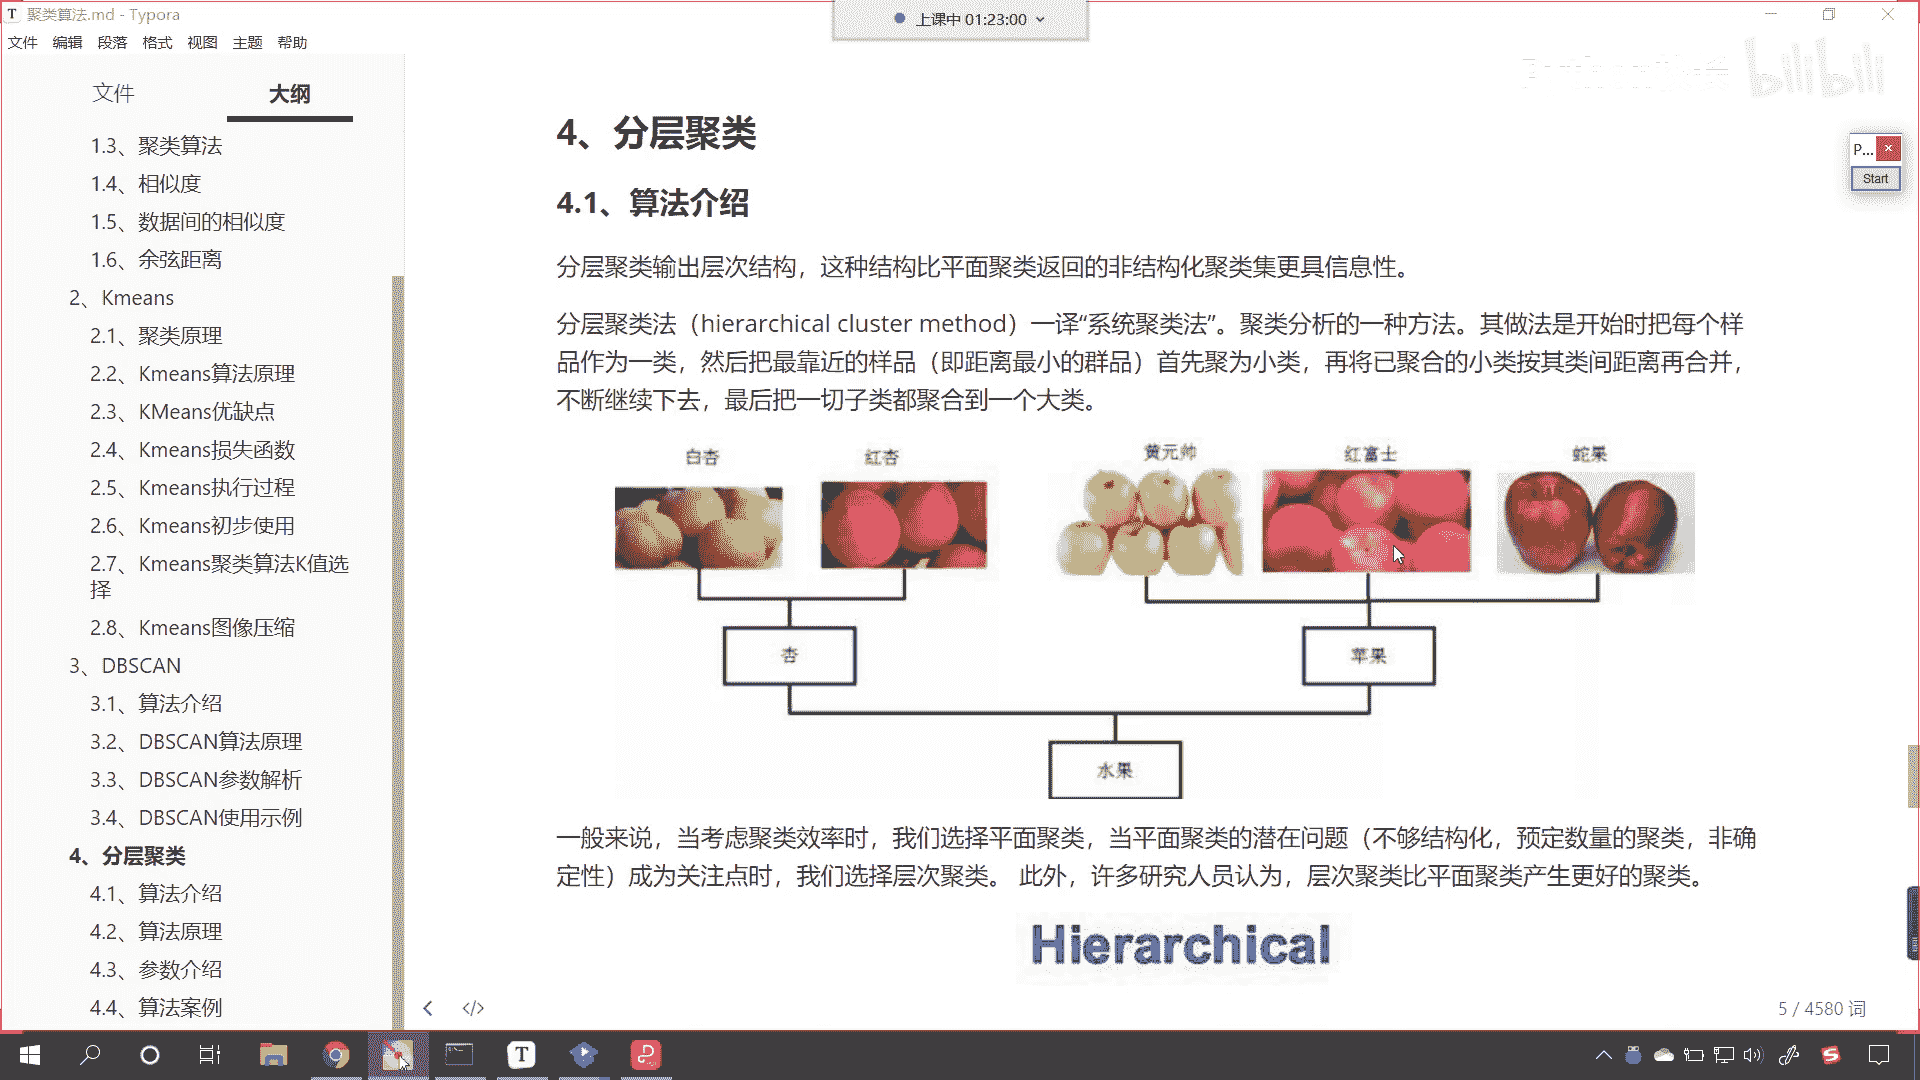 聚类算法.md - Typora
上课中 01:23:00
文件 编辑 段落 格式 视图 主题 帮助
bilibili
P...
Start
文件 大纲
1.3、聚类算法
1.4、相似度
1.5、数据间的相似度
1.6、余弦距离
2、Kmeans
2.1、聚类原理
2.2、Kmeans算法原理
2.3、KMeans优缺点
2.4、Kmeans损失函数
2.5、Kmeans执行过程
2.6、Kmeans初步使用
2.7、Kmeans聚类算法K值选
择
2.8、Kmeans图像压缩
3、DBSCAN
3.1、算法介绍
3.2、DBSCAN算法原理
3.3、DBSCAN参数解析
3.4、DBSCAN使用示例
4、分层聚类
4.1、算法介绍
4.2、算法原理
4.3、参数介绍
4.4、算法案例
4、分层聚类
4.1、算法介绍
分层聚类输出层次结构，这种结构比平面聚类返回的非结构化聚类集更具信息性。
分层聚类法（hierarchical cluster method）一译“系统聚类法”。聚类分析的一种方法。其做法是开始时把每个样
品作为一类，然后把最靠近的样品（即距离最小的群品）首先聚为小类，再将已聚合的小类按其类间距离再合并，
不断继续下去，最后把一切子类都聚合到一个大类。
白杏 红杏 黄元帅 红富士 蛇果
杏 苹果
水果
一般来说，当考虑聚类效率时，我们选择平面聚类，当平面聚类的潜在问题（不够结构化，预定数量的聚类，非确
定性）成为关注点时，我们选择层次聚类。 此外，许多研究人员认为，层次聚类比平面聚类产生更好的聚类。
Hierarchical
5 / 4580 词